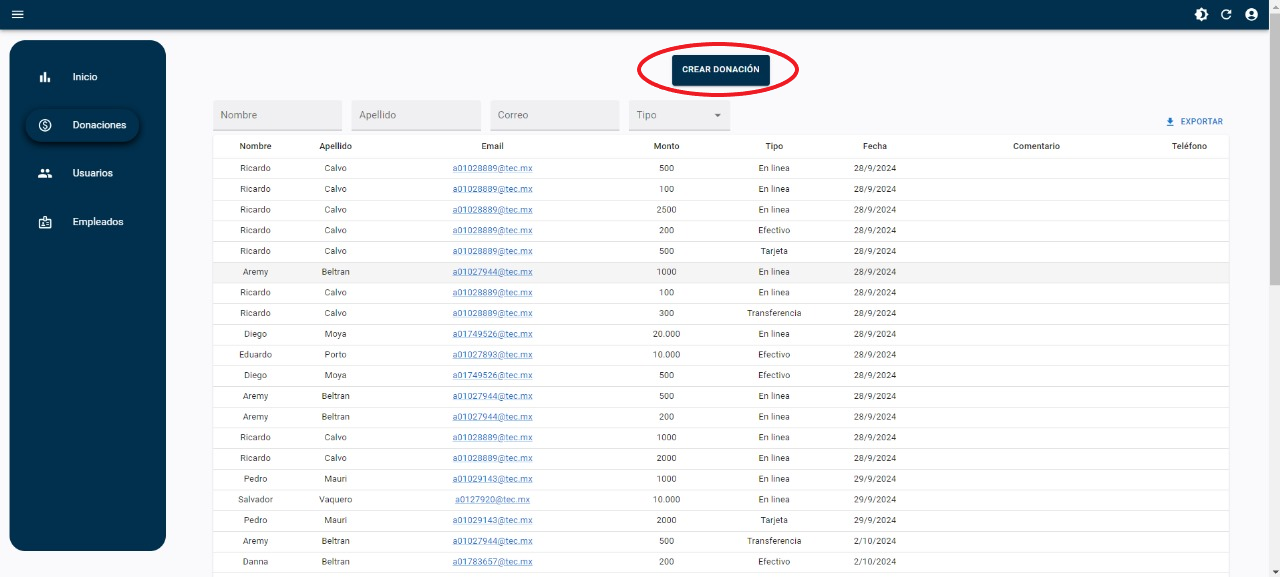 CREAR DONACIÓN
Inicio
Donaciones
Usuarios
Empleados
Nombre Apellido Correo Tipo
EXPORTAR
Nombre Apellido Email Monto Tipo Fecha Comentario Teléfono
Ricardo Calvo a01028889@tec.mx 500 En linea 28/9/2024
Ricardo Calvo a01028889@tec.mx 100 En linea 28/9/2024
Ricardo Calvo a01028889@tec.mx 2500 En linea 28/9/2024
Ricardo Calvo a01028889@tec.mx 200 Efectivo 28/9/2024
Ricardo Calvo a01028889@tec.mx 500 Tarjeta 28/9/2024
Aremy Beltran a01027944@tec.mx 1000 En linea 28/9/2024
Ricardo Calvo a01028889@tec.mx 100 En linea 28/9/2024
Ricardo Calvo a01028889@tec.mx 300 Transferencia 28/9/2024
Diego Moya a01749526@tec.mx 20.000 En linea 28/9/2024
Eduardo Porto a01027893@tec.mx 10.000 Efectivo 28/9/2024
Diego Moya a01749526@tec.mx 500 Efectivo 28/9/2024
Aremy Beltran a01027944@tec.mx 500 En linea 28/9/2024
Aremy Beltran a01027944@tec.mx 200 En linea 28/9/2024
Ricardo Calvo a01028889@tec.mx 1000 En linea 28/9/2024
Ricardo Calvo a01028889@tec.mx 2000 En linea 28/9/2024
Pedro Mauri a01029143@tec.mx 1000 En linea 29/9/2024
Salvador Vaquero a0127920@tec.mx 10.000 En linea 29/9/2024
Pedro Mauri a01029143@tec.mx 2000 Tarjeta 29/9/2024
Aremy Beltran a01027944@tec.mx 500 Transferencia 2/10/2024
Danna Beltran a01783657@tec.mx 200 Efectivo 2/10/2024